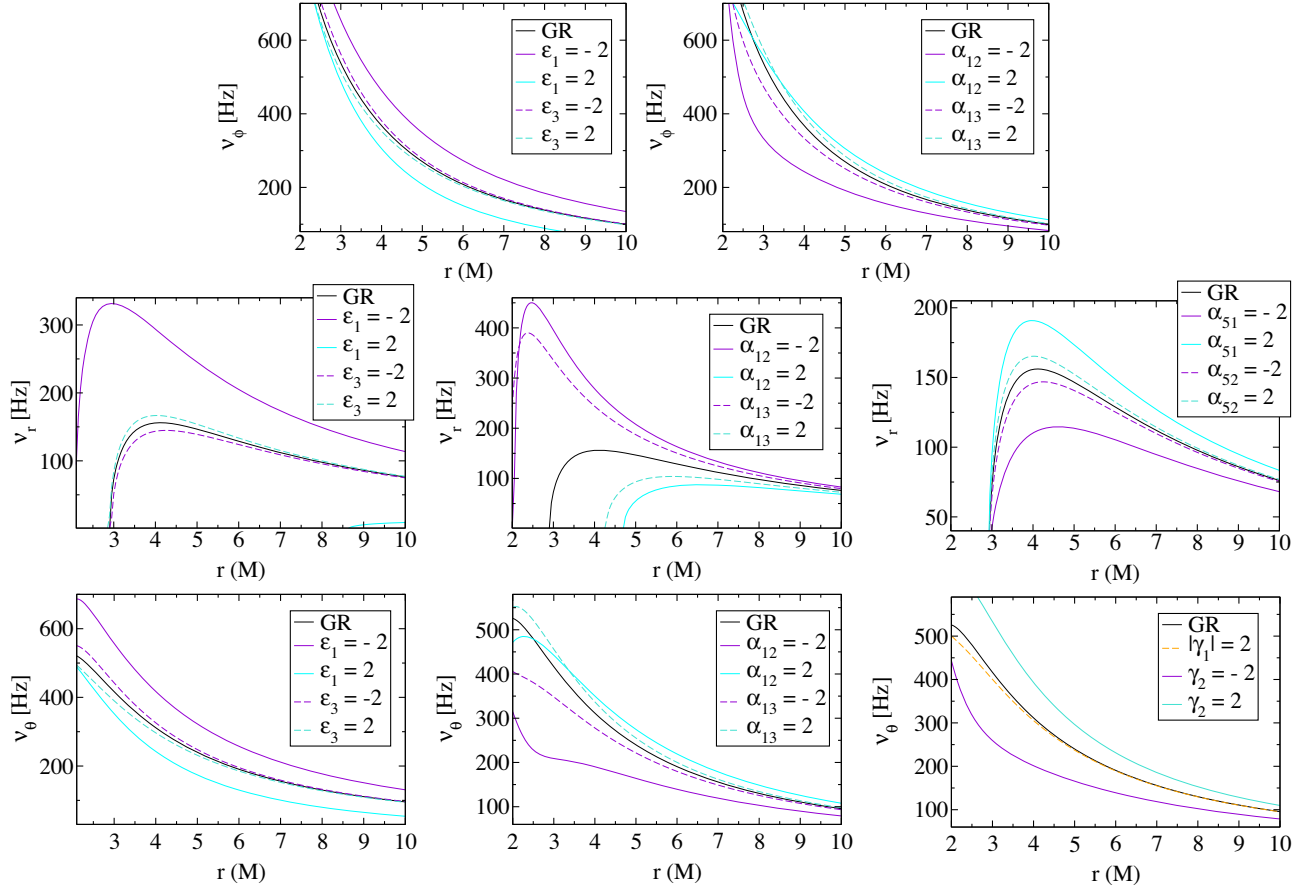 600
400
200
ν_ϕ [Hz]
GR
ε_1 = - 2
ε_1 = 2
ε_3 = -2
ε_3 = 2
2 3 4 5 6 7 8 9 10
r (M)
600
400
200
ν_ϕ [Hz]
GR
α_12 = - 2
α_12 = 2
α_13 = -2
α_13 = 2
2 3 4 5 6 7 8 9 10
r (M)
300
200
100
ν_r [Hz]
GR
ε_1 = - 2
ε_1 = 2
ε_3 = -2
ε_3 = 2
3 4 5 6 7 8 9 10
r (M)
400
300
200
100
ν_r [Hz]
GR
α_12 = - 2
α_12 = 2
α_13 = -2
α_13 = 2
2 3 4 5 6 7 8 9 10
r (M)
200
150
100
50
ν_r [Hz]
GR
α_51 = - 2
α_51 = 2
α_52 = -2
α_52 = 2
2 3 4 5 6 7 8 9 10
r (M)
600
400
200
ν_θ [Hz]
GR
ε_1 = - 2
ε_1 = 2
ε_3 = -2
ε_3 = 2
3 4 5 6 7 8 9 10
r (M)
500
400
300
200
100
ν_θ [Hz]
GR
α_12 = - 2
α_12 = 2
α_13 = - 2
α_13 = 2
2 3 4 5 6 7 8 9 10
r (M)
500
400
300
200
100
ν_θ [Hz]
GR
|γ_1| = 2
γ_2 = - 2
γ_2 = 2
2 3 4 5 6 7 8 9 10
r (M)